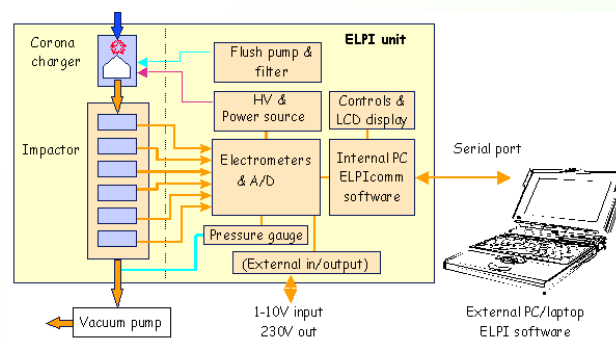 Corona
charger
ELPI unit
Flush pump &
filter
HV &
Power source
Controls &
LCD display
Impactor
Electrometers
& A/D
Internal PC
ELPIcomm
software
Serial port
Pressure gauge
(External in/output)
Vacuum pump
1-10V input
230V out
External PC/laptop
ELPI software